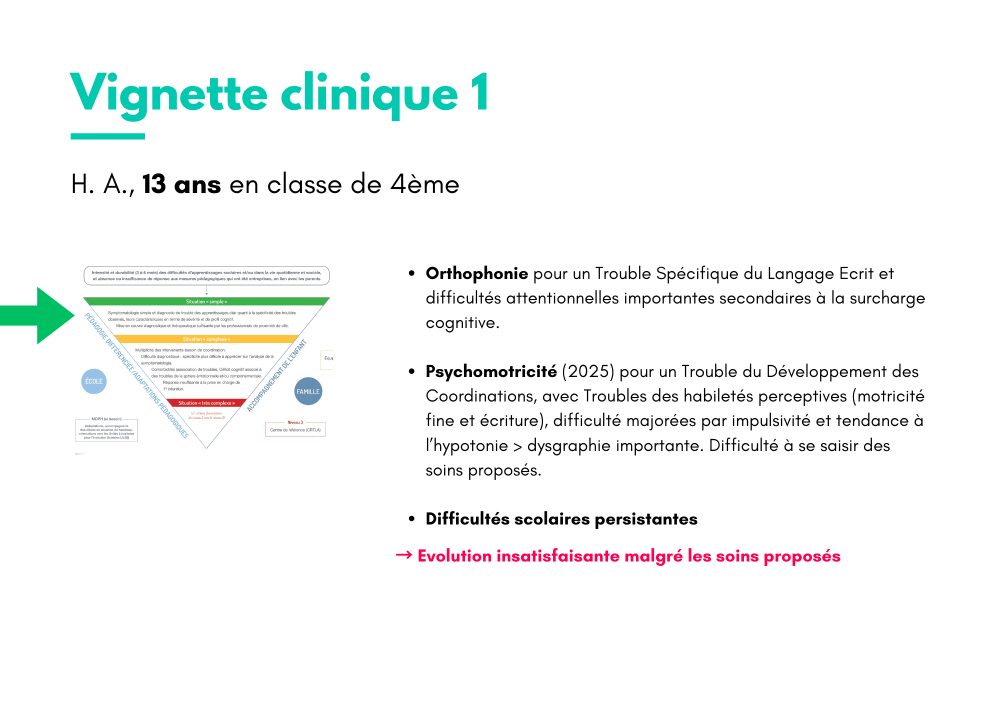 Vignette clinique 1
H. A., 13 ans en classe de 4ème
Intensité et durabilité (3 à 6 mois) des difficultés d'apprentissages scolaires et/ou dans la vie quotidienne et sociale,
et absence ou insuffisance de réponse aux mesures pédagogiques qui ont été entreprises, en lien avec les parents
Situation « simple »
Symptomatologie simple et diagnostic de trouble des apprentissages clair quant à la spécificité des troubles
observés, leurs caractéristiques en terme de sévérité et de profil cognitif.
Mise en oeuvre diagnostique et thérapeutique suffisante par les professionnels de proximité de ville.
Situation « complexe »
Multiplicité des intervenants-besoin de coordination.
Difficulté diagnostique : spécificité plus difficile à apprécier sur l'analyse de la
symptomatologie.
Comorbidités (association de troubles, Déficit cognitif associé à
des troubles de la sphère émotionnelle et/ou comportementale.
Réponse insuffisante à la prise en charge de
1re intention.
Situation « très complexe »
(cf. critères d'orientation
du niveau 2 vers le niveau 3)
PÉDAGOGIE DIFFÉRENCIÉE/ADAPTATIONS PÉDAGOGIQUES
ACCOMPAGNEMENT DE L'ENFANT
ÉCOLE
FAMILLE
Équip
MDPH (si besoin)
(Adaptations, accompagnants
des élèves en situation de handicap,
orientations vers les Unités Localisées
pour l'Inclusion Scolaire [ULIS])
Niveau 3
Centre de référence (CRTLA)
• Orthophonie pour un Trouble Spécifique du Langage Ecrit et
difficultés attentionnelles importantes secondaires à la surcharge
cognitive.
• Psychomotricité (2025) pour un Trouble du Développement des
Coordinations, avec Troubles des habiletés perceptives (motricité
fine et écriture), difficulté majorées par impulsivité et tendance à
l'hypotonie > dysgraphie importante. Difficulté à se saisir des
soins proposés.
• Difficultés scolaires persistantes
→ Evolution insatisfaisante malgré les soins proposés